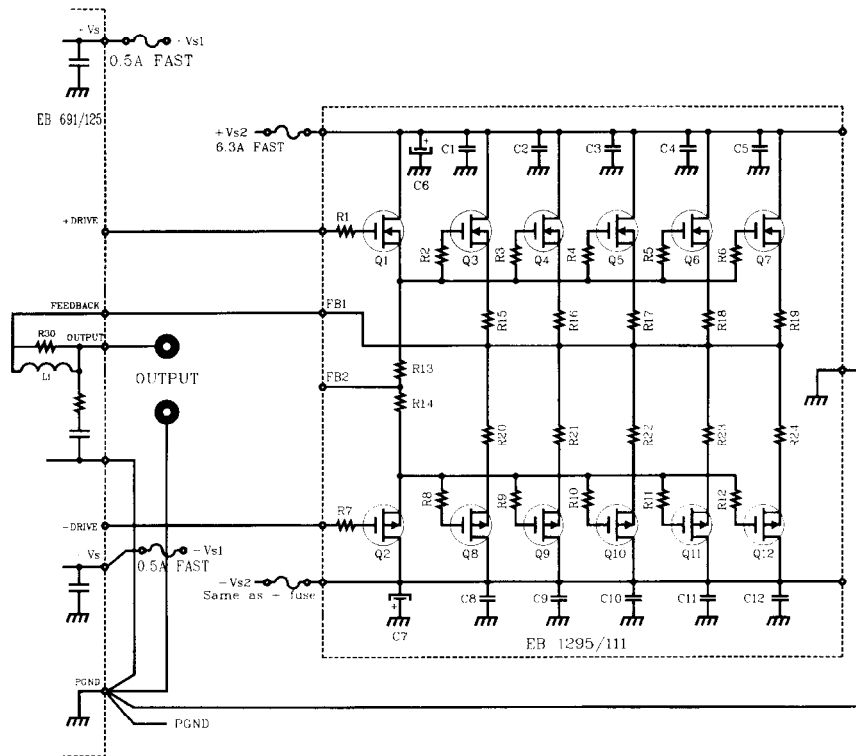 - Vs
- Vs1
0.5A FAST
EB 691/125
+Vs2
6.3A FAST
C6
C1
C2
C3
C4
C5
+DRIVE
R1
Q1
R2
Q3
R3
Q4
R4
Q5
R5
Q6
R6
Q7
FEEDBACK
FB1
R15
R16
R17
R18
R19
R30
OUTPUT
L1
OUTPUT
R13
FB2
R14
R20
R21
R22
R23
R24
R7
Q2
R8
Q8
R9
Q9
R10
Q10
R11
Q11
R12
Q12
-DRIVE
- Vs
- Vs1
0.5A FAST
-Vs2
Same as + fuse
C7
C8
C9
C10
C11
C12
EB 1295/111
PGND
PGND